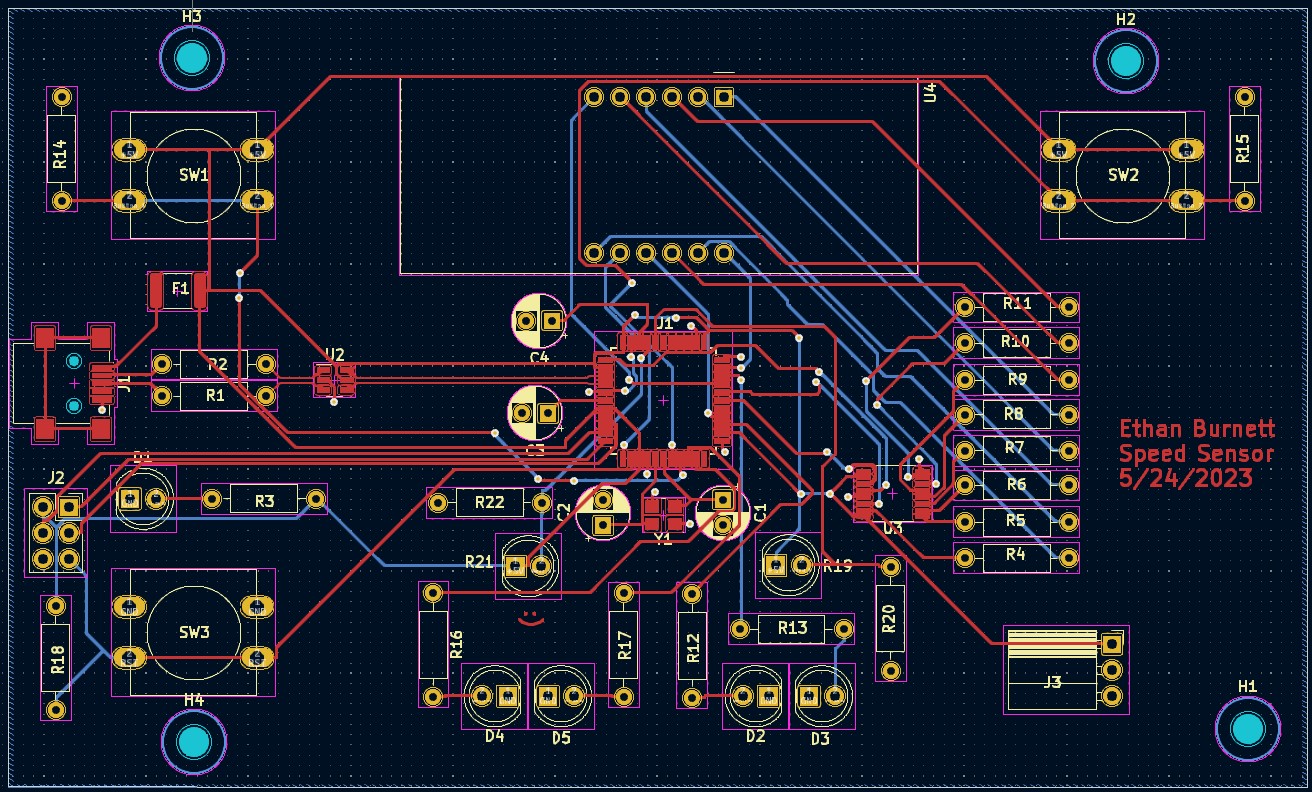 H3
H2
U4
R14
SW1
SW2
R15
F1
R11
U1
R10
C4
U2
R2
J1
R9
R1
R8
Ethan Burnett
Speed Sensor
5/24/2023
R7
J2
R6
R3
R22
C2
C1
R5
U3
Y1
R4
R21
R19
:)
SW3
R18
R16
R17
R12
R13
R20
J3
H4
H1
D4
D5
D2
D3